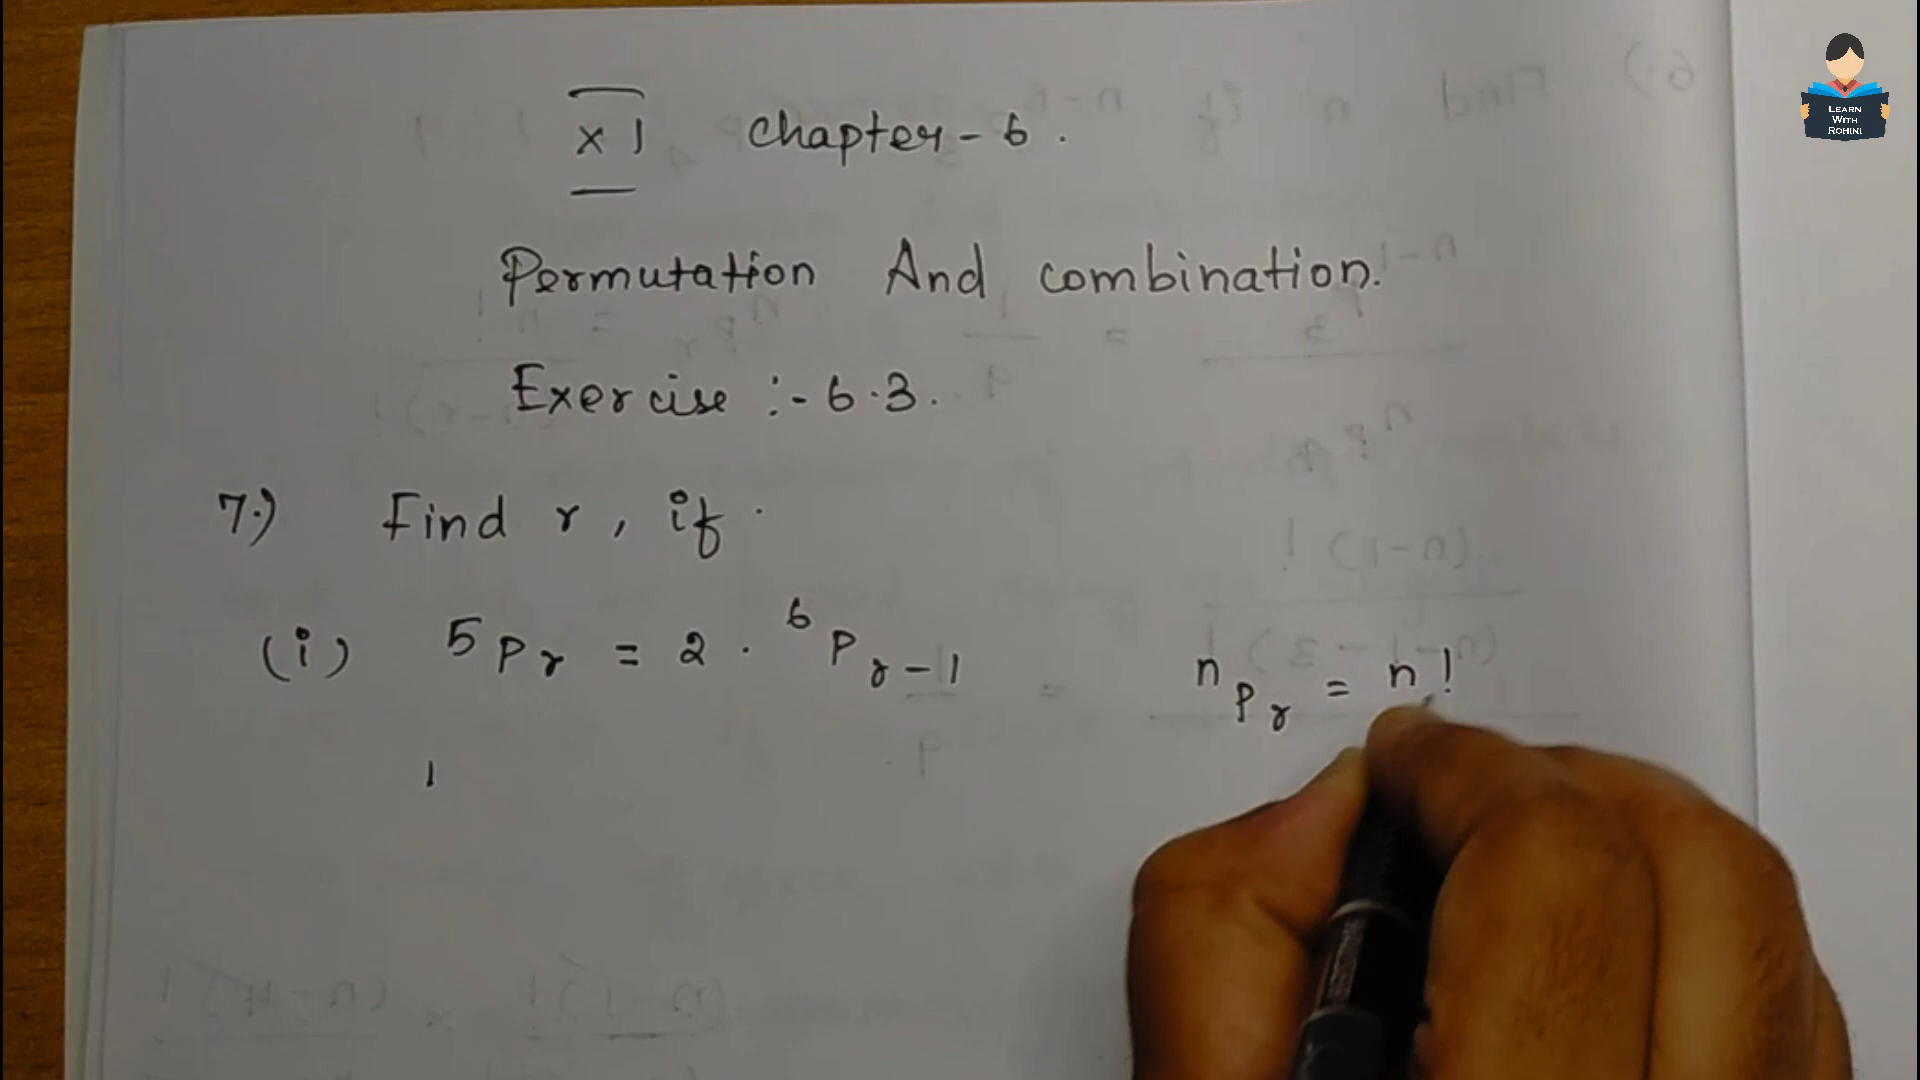 XI Chapter - 6.
Permutation And combination.
Exercise :- 6.3.
7.) Find r, if
(i) ⁵Pᵣ = 2 . ⁶Pᵣ₋₁
ⁿPᵣ = n!
LEARN
WITH
ROHINI